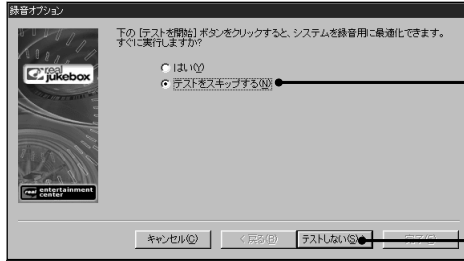 録音オプション
下の [テストを開始] ボタンをクリックすると、システムを録音用に最適化できます。
すぐに実行しますか?
real
jukebox
はい(Y)
テストをスキップする(N)
real entertainment
center
キャンセル(C)
< 戻る(B)
テストしない(S)
完了(F)